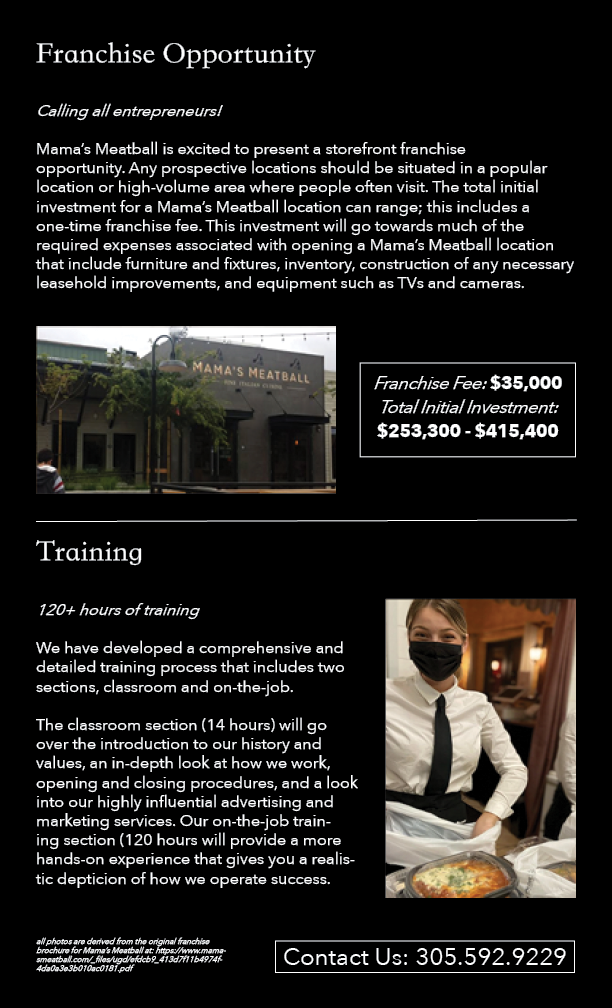 Franchise Opportunity
Calling all entrepreneurs!
Mama's Meatball is excited to present a storefront franchise
opportunity. Any prospective locations should be situated in a popular
location or high-volume area where people often visit. The total initial
investment for a Mama's Meatball location can range; this includes a
one-time franchise fee. This investment will go towards much of the
required expenses associated with opening a Mama's Meatball location
that include furniture and fixtures, inventory, construction of any necessary
leasehold improvements, and equipment such as TVs and cameras.
MAMA'S MEATBALL
FINE ITALIAN CUISINE
Franchise Fee: $35,000
Total Initial Investment:
$253,300 - $415,400
Training
120+ hours of training
We have developed a comprehensive and
detailed training process that includes two
sections, classroom and on-the-job.
The classroom section (14 hours) will go
over the introduction to our history and
values, an in-depth look at how we work,
opening and closing procedures, and a look
into our highly influential advertising and
marketing services. Our on-the-job train-
ing section (120 hours will provide a more
hands-on experience that gives you a realis-
tic depticion of how we operate success.
all photos are derived from the original franchise
brochure for Mama's Meatball at: https://www.mama-
smeatball.com/_files/ugd/efdcb9_413d7f11b4974f-
4da0a3e3b010ac0181.pdf
Contact Us: 305.592.9229